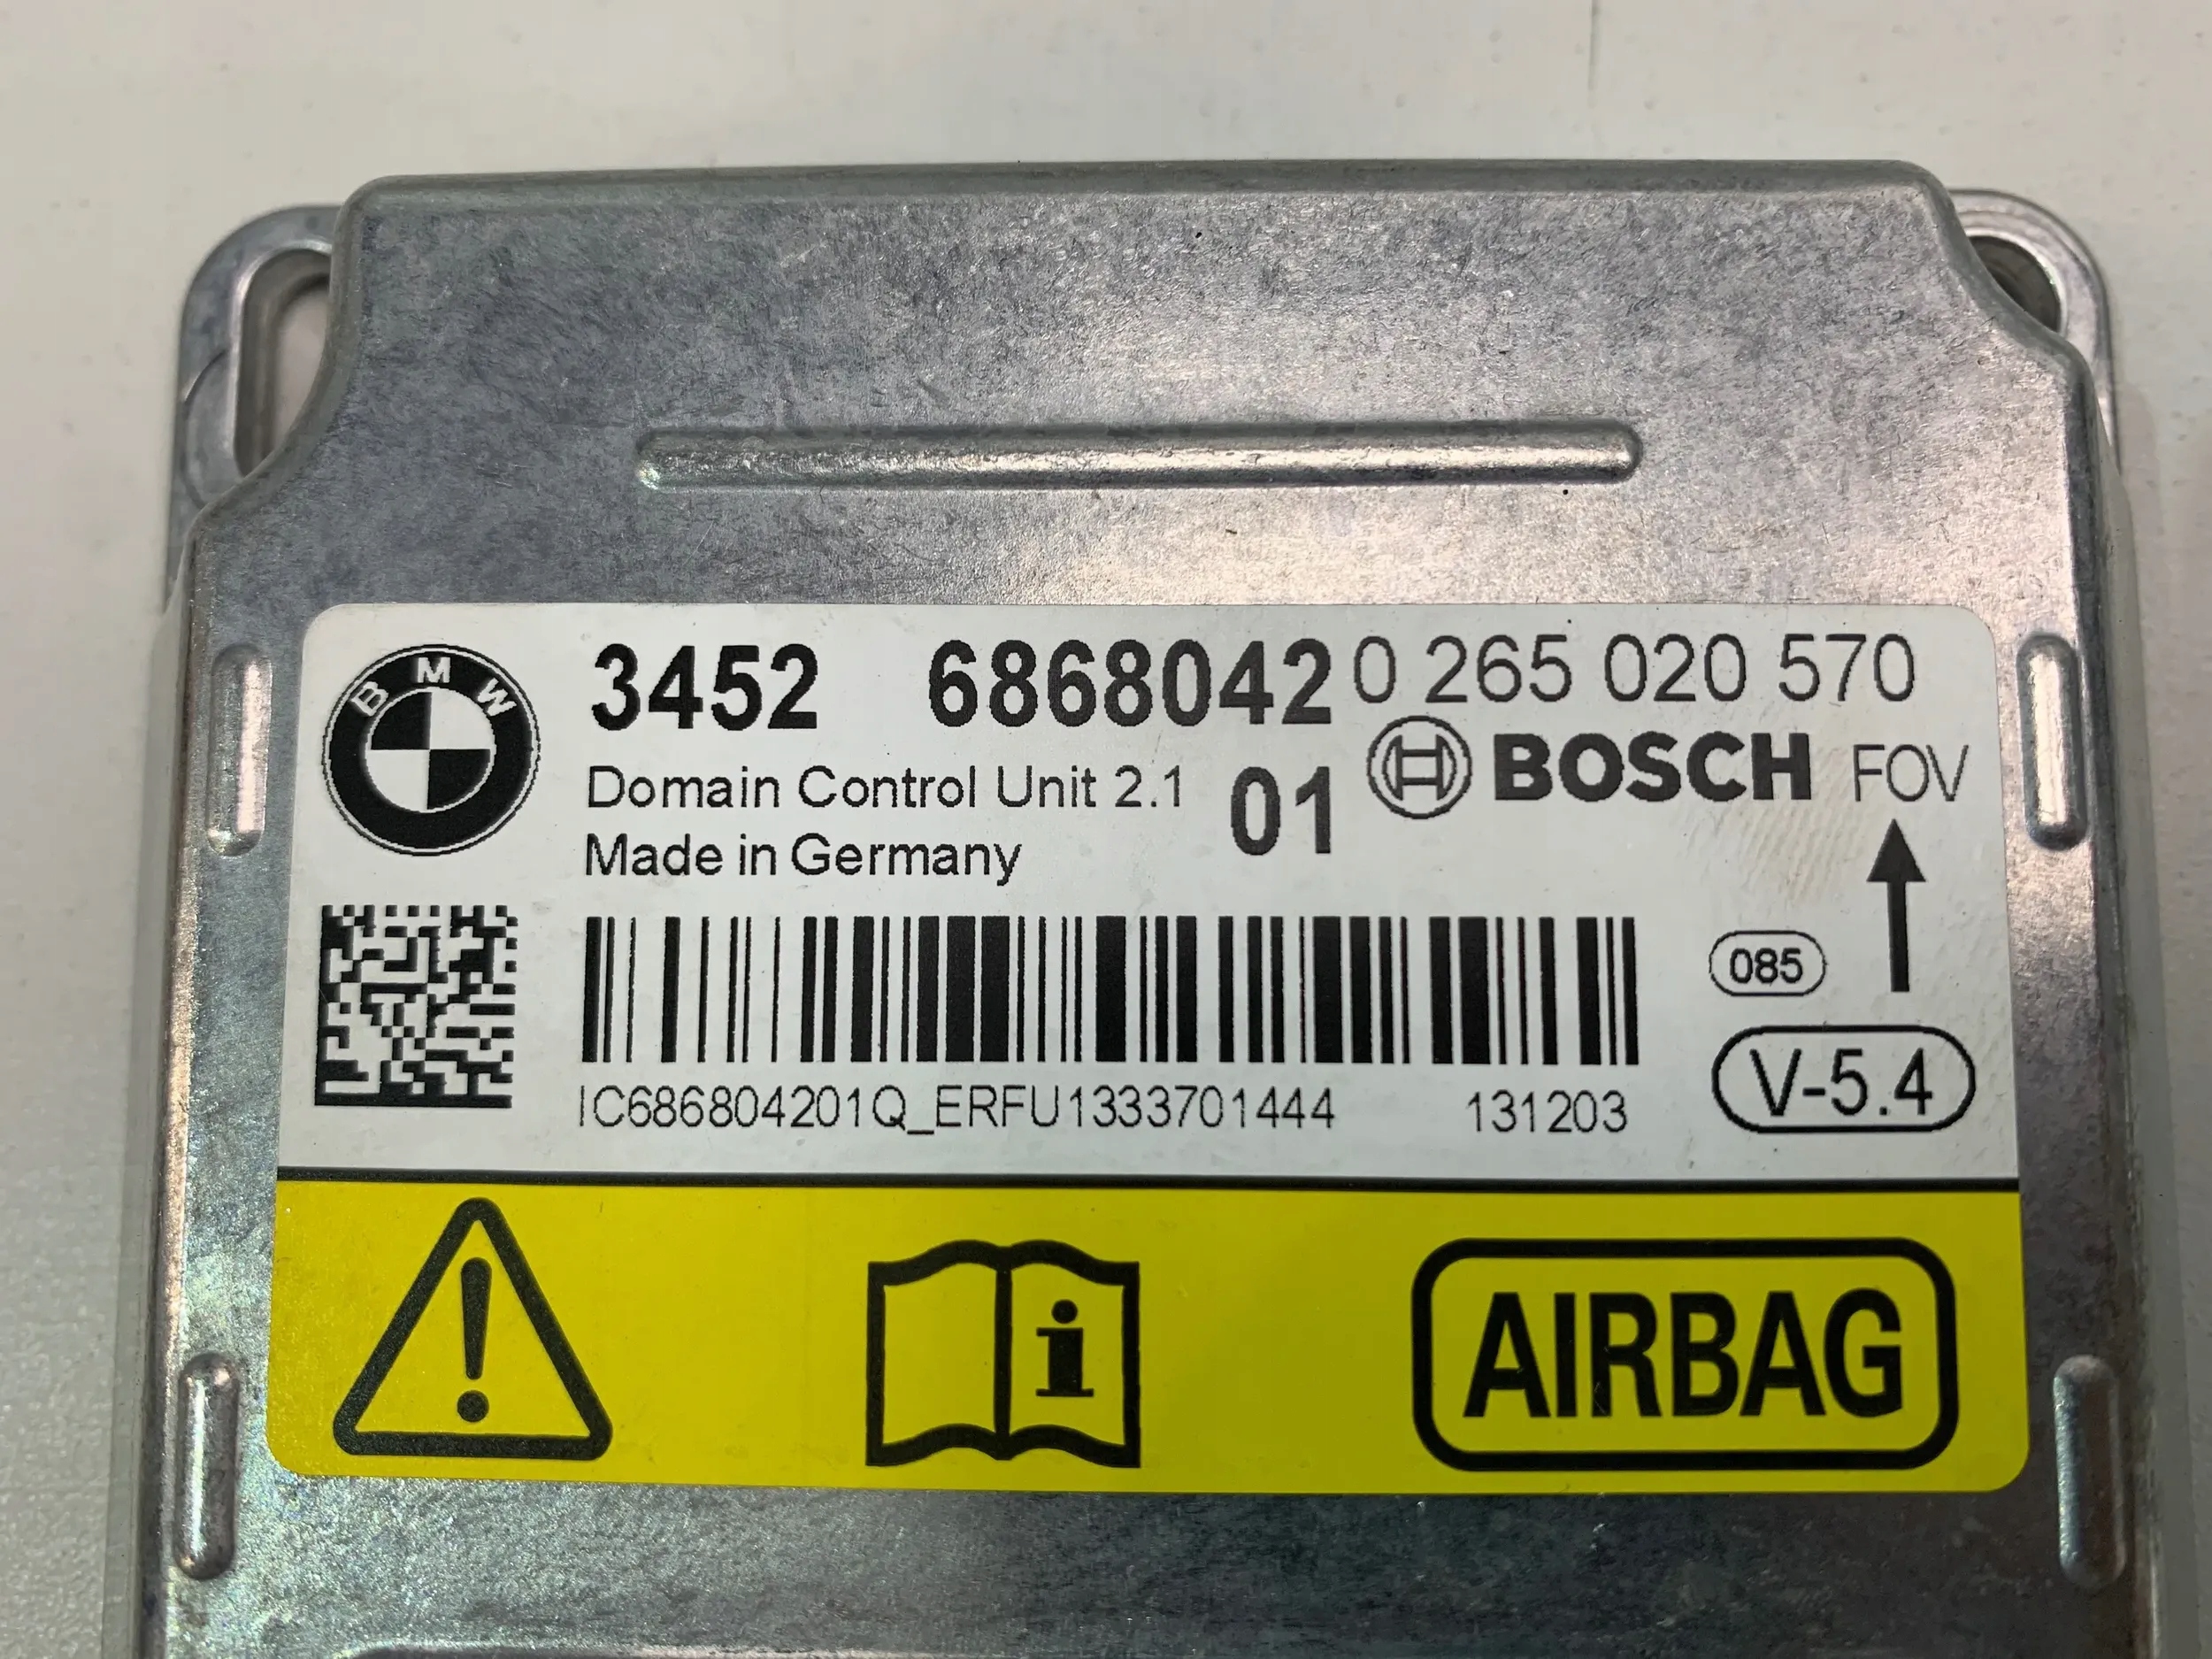 BMW
3452 6868042 0 265 020 570
Domain Control Unit 2.1 01 BOSCH FOV
Made in Germany
085
V-5.4
IC686804201Q_ERFU1333701444 131203
i
AIRBAG